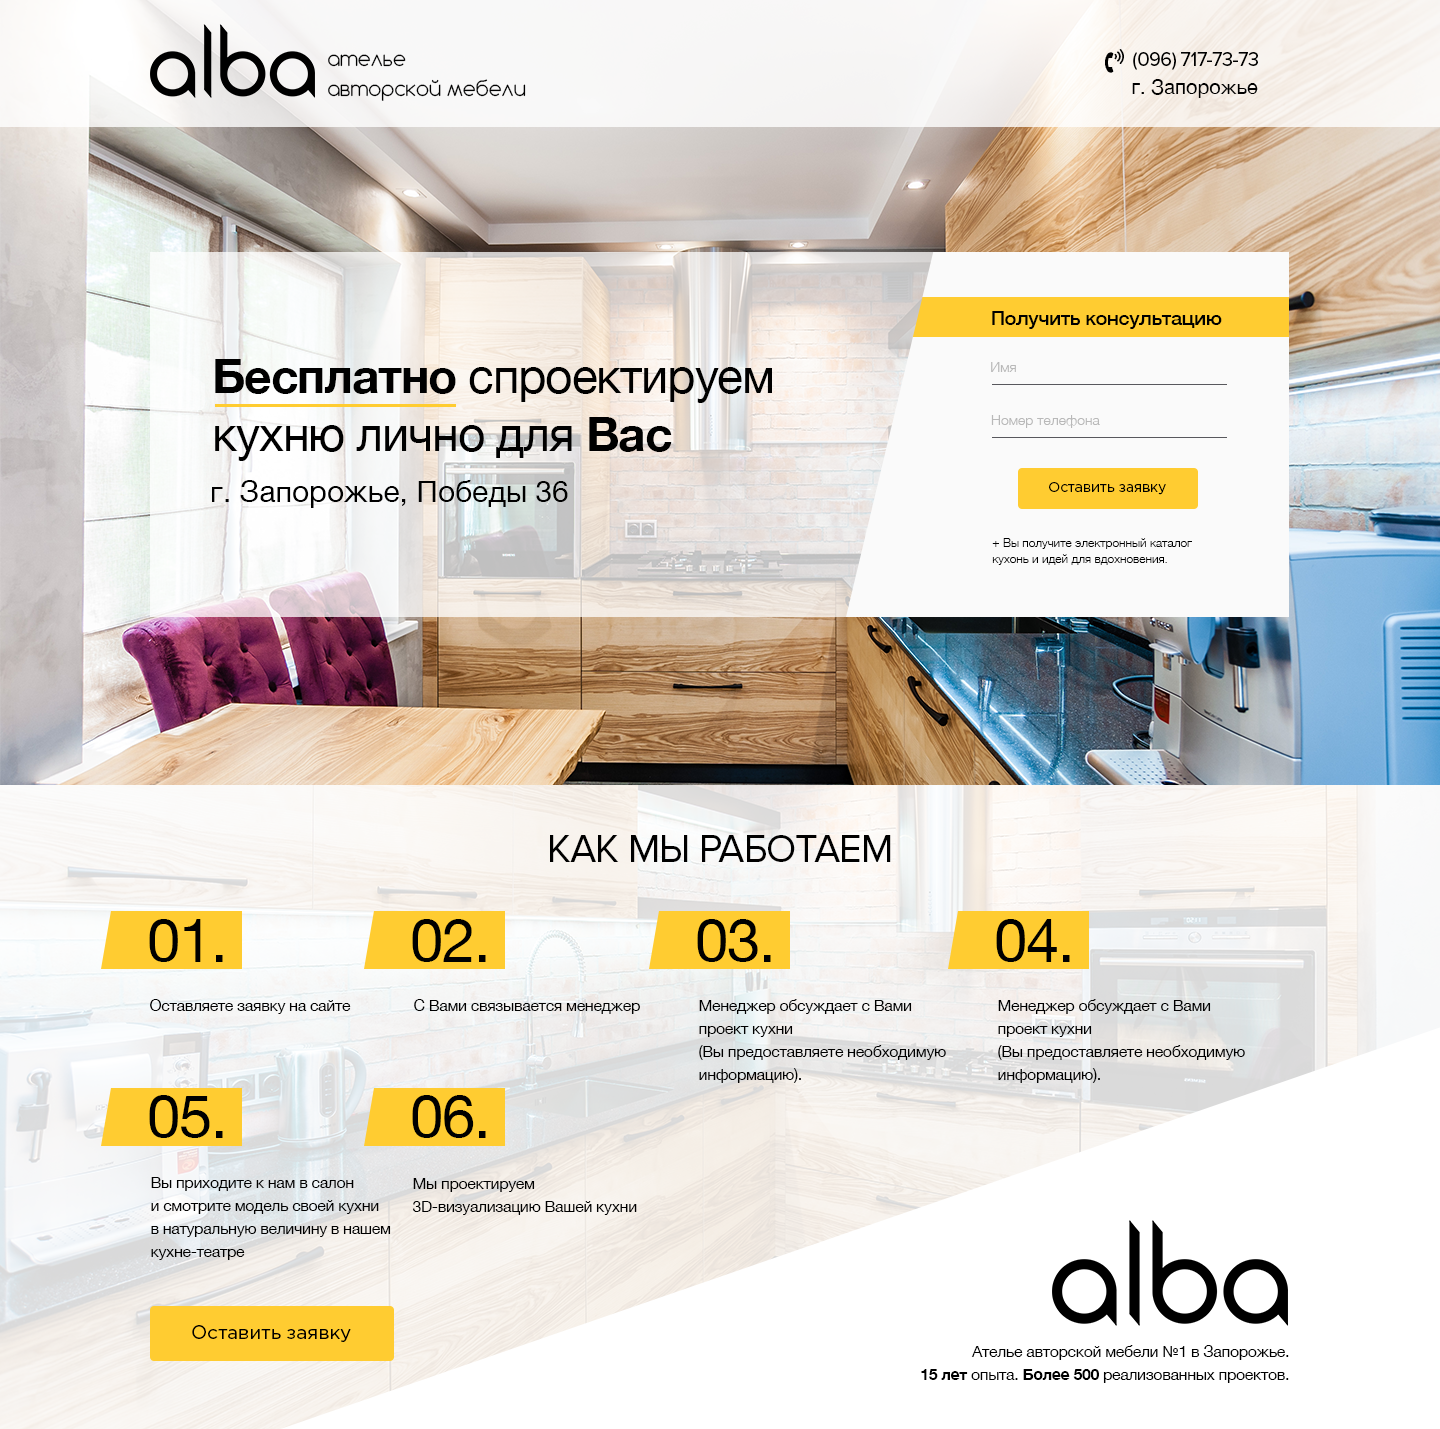 alba
ателье
авторской мебели
(096) 717-73-73
г. Запорожье
Бесплатно спроектируем
кухню лично для Вас
г. Запорожье, Победы 36
Получить консультацию
Имя
Номер телефона
Оставить заявку
+ Вы получите электронный каталог
кухонь и идей для вдохновения.
КАК МЫ РАБОТАЕМ
01.
Оставляете заявку на сайте
02.
С Вами связывается менеджер
03.
Менеджер обсуждает с Вами
проект кухни
(Вы предоставляете необходимую
информацию).
04.
Менеджер обсуждает с Вами
проект кухни
(Вы предоставляете необходимую
информацию).
05.
Вы приходите к нам в салон
и смотрите модель своей кухни
в натуральную величину в нашем
кухне-театре
06.
Мы проектируем
3D-визуализацию Вашей кухни
Оставить заявку
alba
Ателье авторской мебели №1 в Запорожье.
15 лет опыта. Более 500 реализованных проектов.